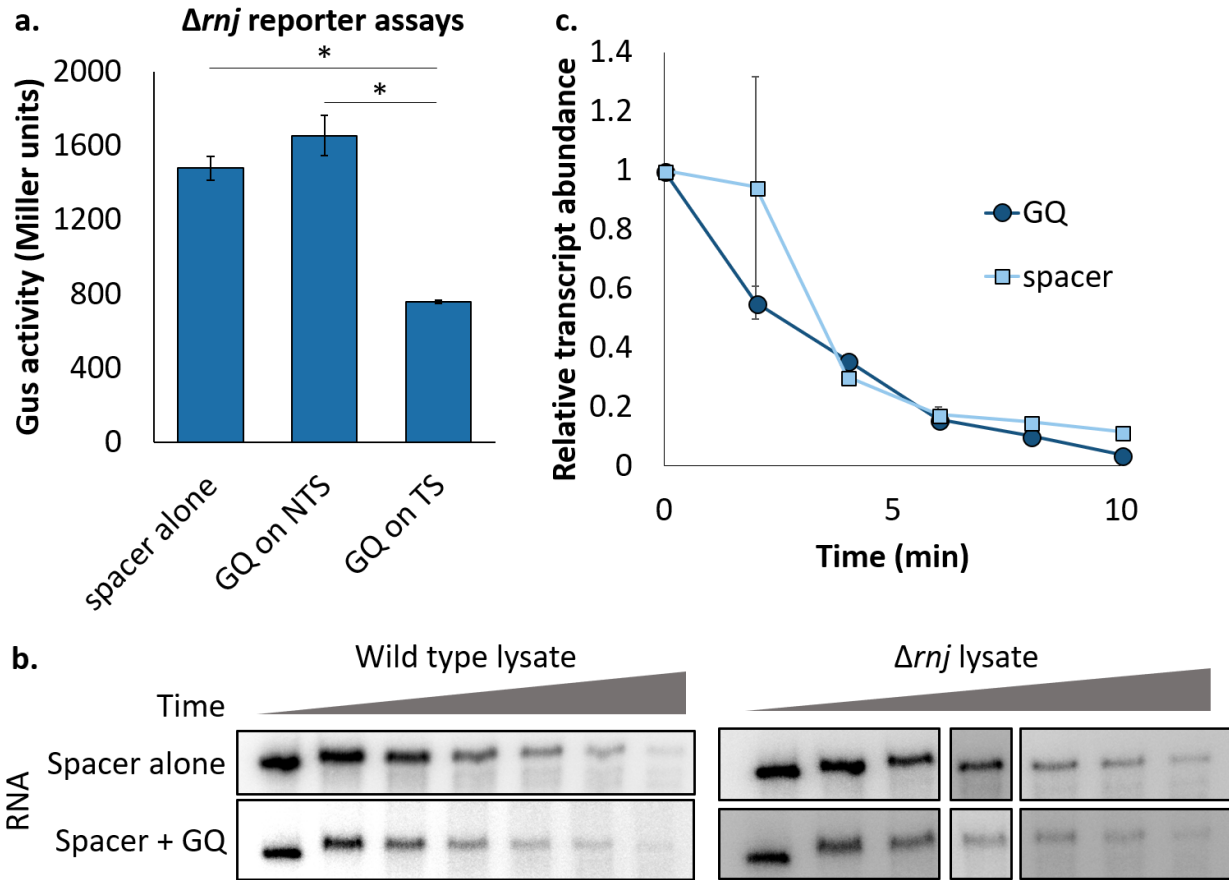 a.
Δrnj reporter assays
*
*
2000
1600
1200
800
400
0
Gus activity (Miller units)
spacer alone
GQ on NTS
GQ on TS
c.
1.4
1.2
1
0.8
0.6
0.4
0.2
0
Relative transcript abundance
GQ
spacer
0 5 10
Time (min)
b.
Wild type lysate
Δrnj lysate
Time
RNA
Spacer alone
Spacer + GQ